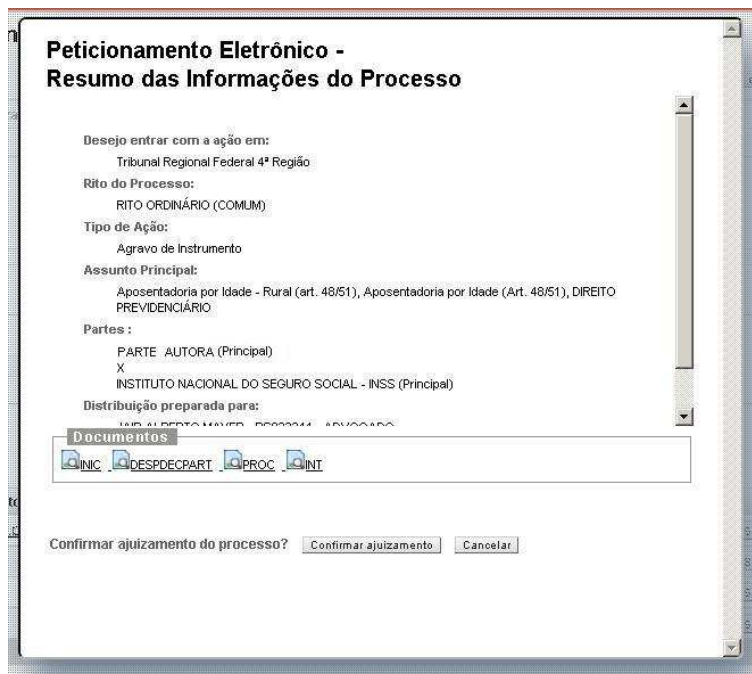 Peticionamento Eletrônico -
Resumo das Informações do Processo
Desejo entrar com a ação em:
Tribunal Regional Federal 4ª Região
Rito do Processo:
RITO ORDINÁRIO (COMUM)
Tipo de Ação:
Agravo de Instrumento
Assunto Principal:
Aposentadoria por Idade - Rural (art. 48/51), Aposentadoria por Idade (Art. 48/51), DIREITO
PREVIDENCIÁRIO
Partes :
PARTE AUTORA (Principal)
X
INSTITUTO NACIONAL DO SEGURO SOCIAL - INSS (Principal)
Distribuição preparada para:
Documentos
INIC DESPDECPART PROC INT
Confirmar ajuizamento do processo? Confirmar ajuizamento Cancelar